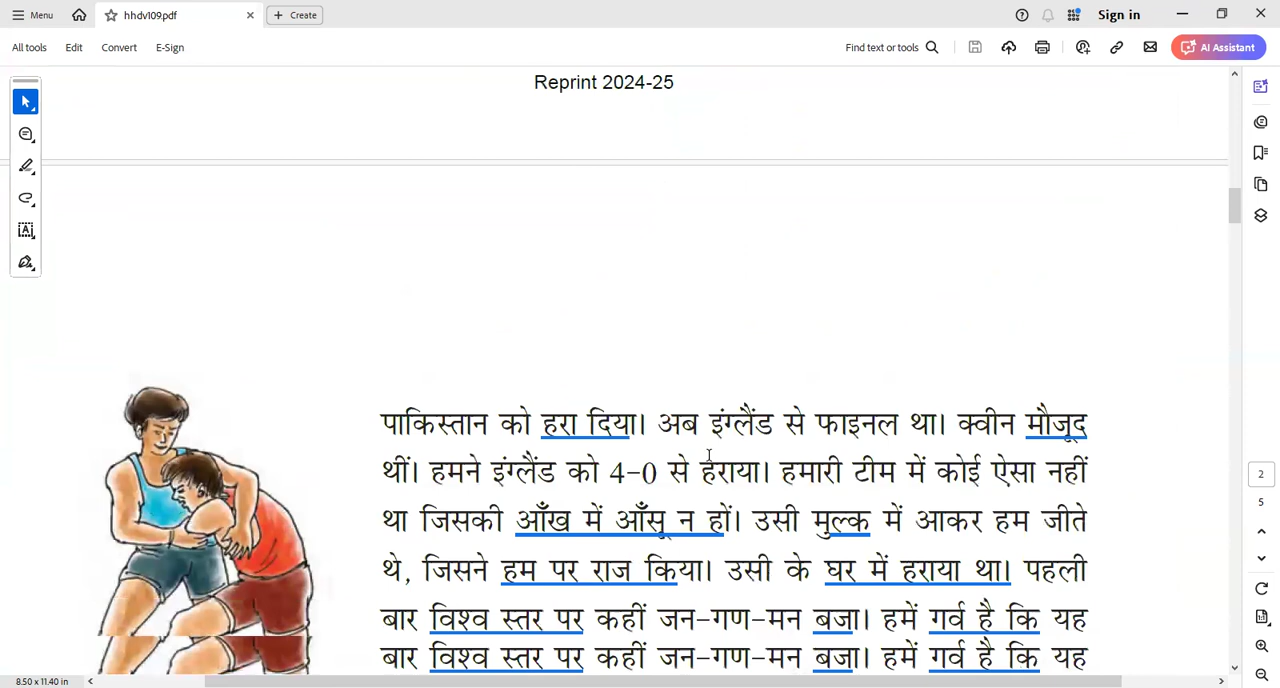 Menu
hhdv109.pdf
Create
Sign in
All tools
Edit
Convert
E-Sign
Find text or tools
AI Assistant
Reprint 2024-25
पाकिस्तान को हरा दिया। अब इंग्लैंड से फाइनल था। क्वीन मौजूद
थीं। हमने इंग्लैंड को 4-0 से हराया। हमारी टीम में कोई ऐसा नहीं
था जिसकी आँख में आँसू न हों। उसी मुल्क में आकर हम जीते
थे, जिसने हम पर राज किया। उसी के घर में हराया था। पहली
बार विश्व स्तर पर कहीं जन-गण-मन बजा। हमें गर्व है कि यह
बार विश्व स्तर पर कहीं जन-गण-मन बजा। हमें गर्व है कि यह
2
5
8.50 x 11.40 in